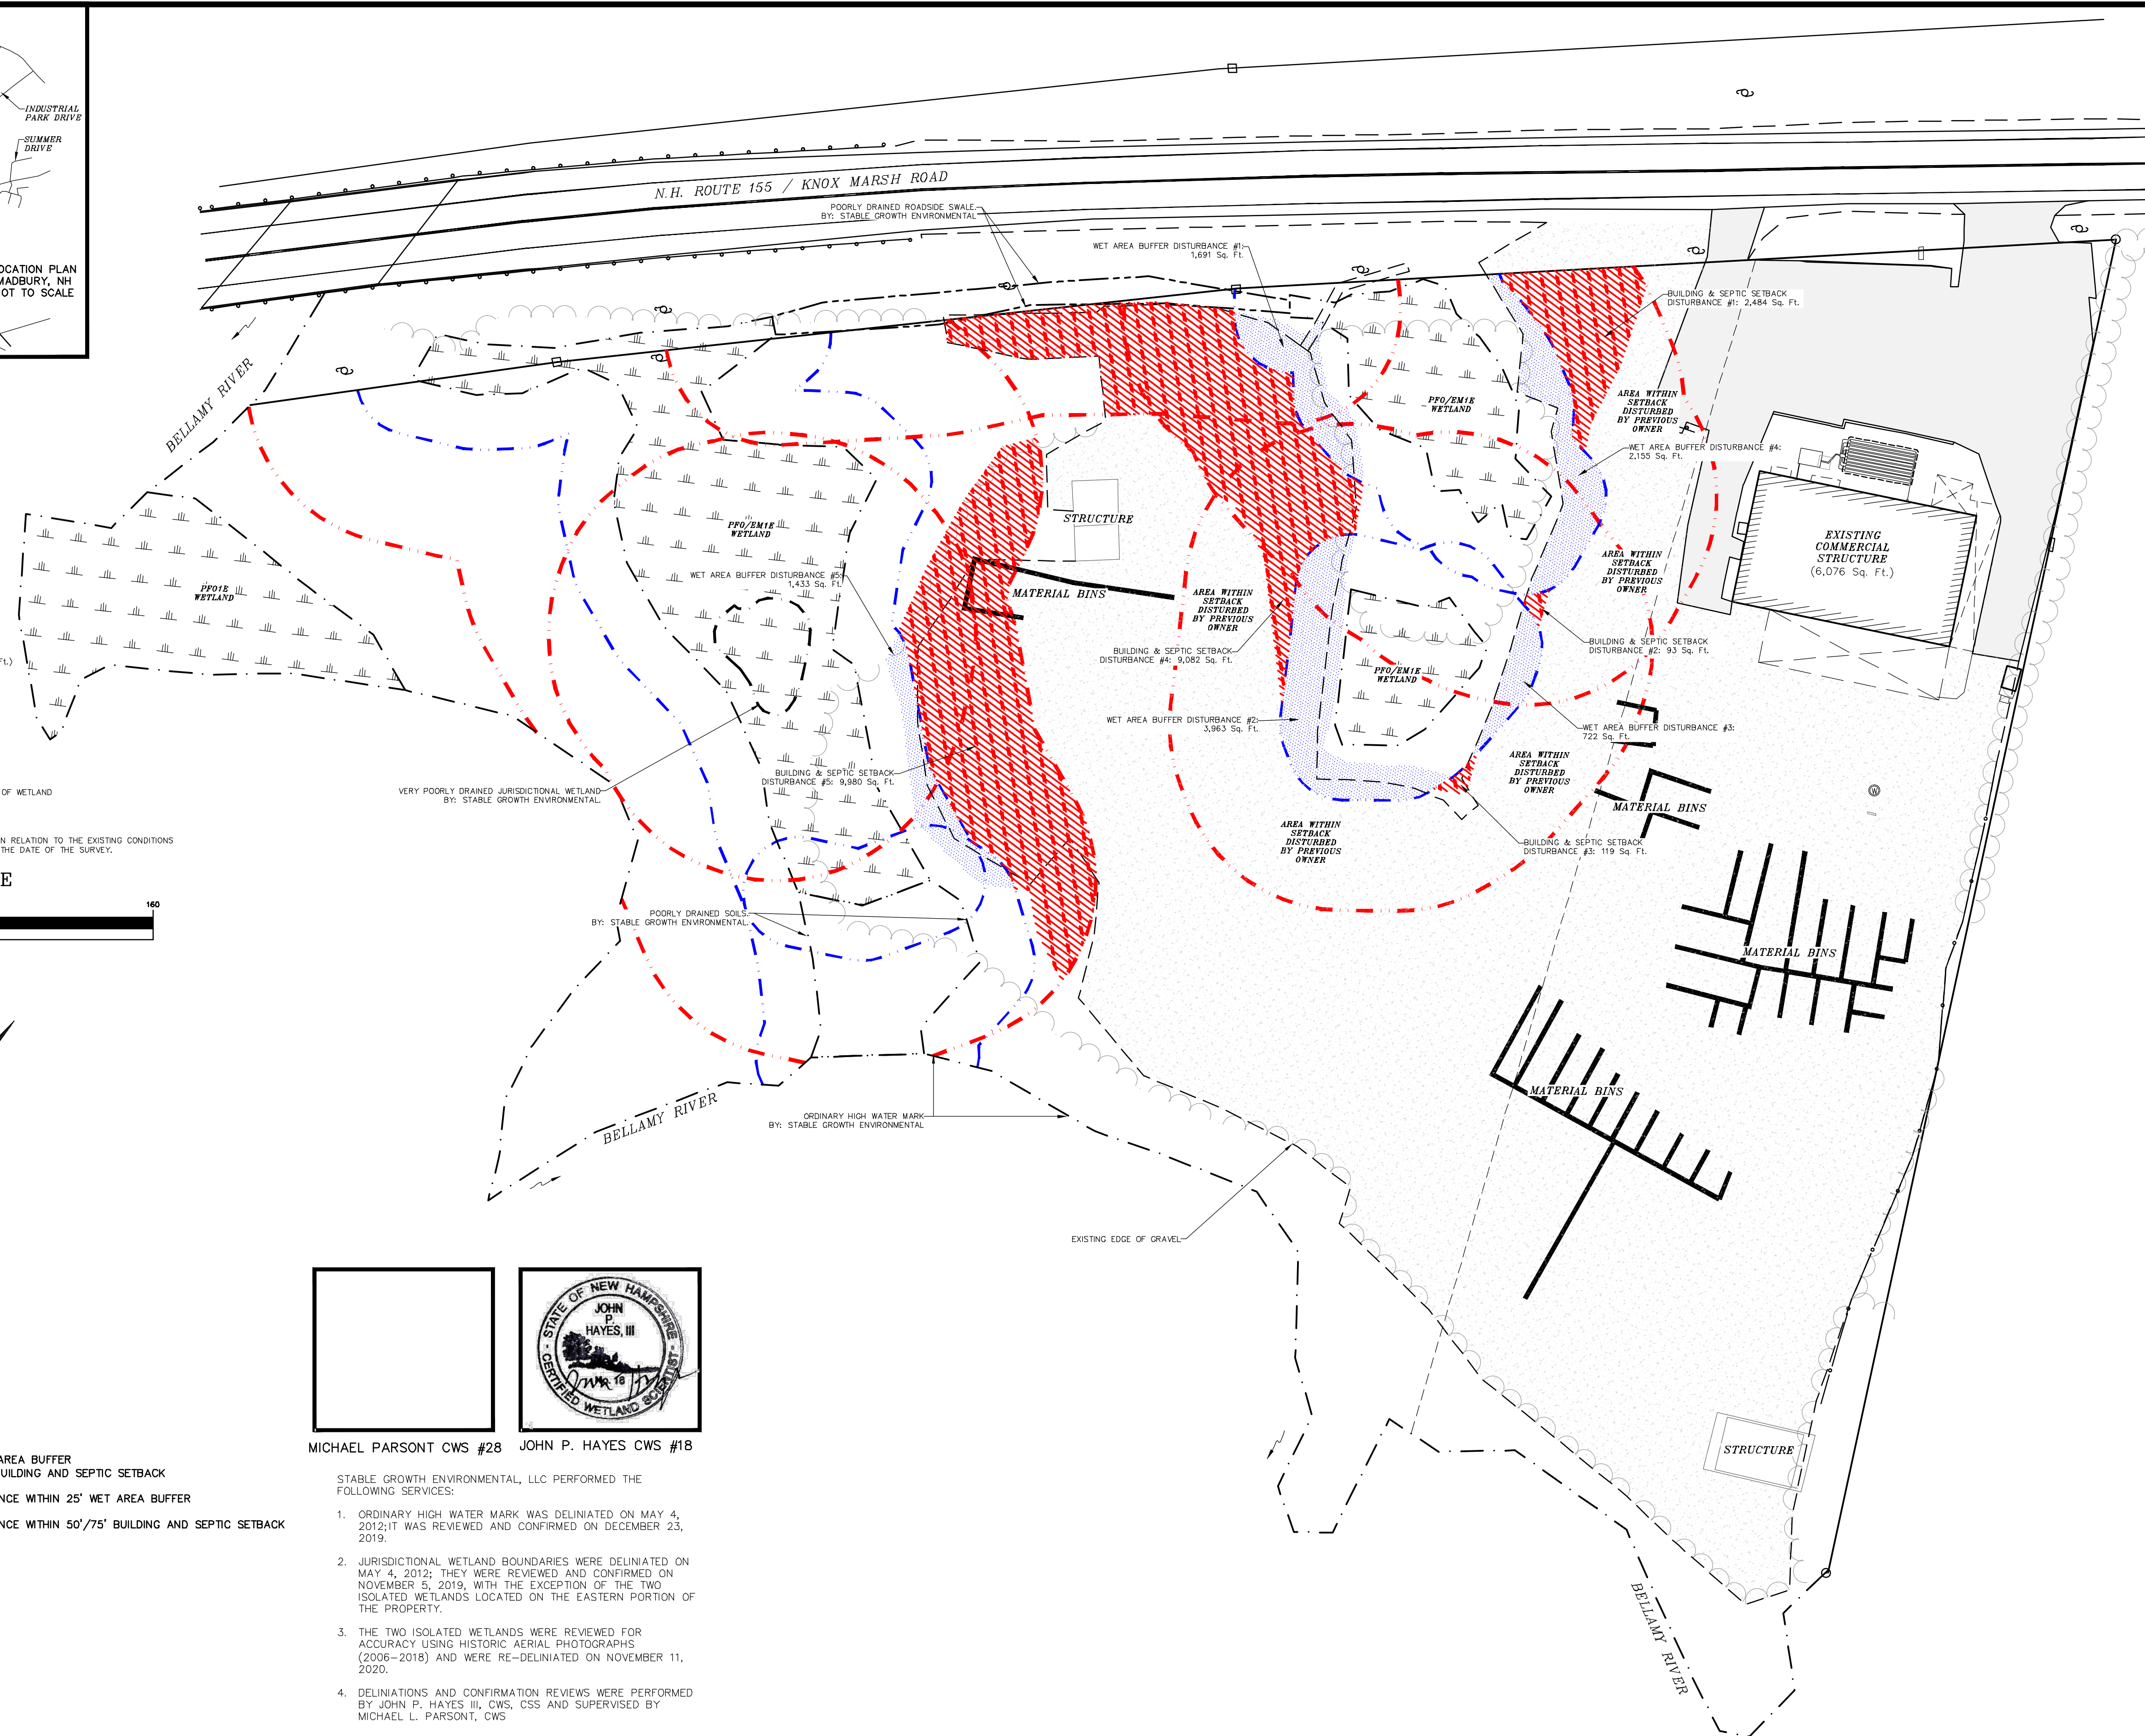 INDUSTRIAL
PARK DRIVE
SUMMER
DRIVE
OCATION PLAN
MADBURY, NH
OT TO SCALE
N.H. ROUTE 155 / KNOX MARSH ROAD
POORLY DRAINED ROADSIDE SWALE.
BY: STABLE GROWTH ENVIRONMENTAL
WET AREA BUFFER DISTURBANCE #1:
1,691 Sq. Ft.
BUILDING & SEPTIC SETBACK
DISTURBANCE #1: 2,484 Sq. Ft.
BELLAMY RIVER
PFO/EM1E
WETLAND
AREA WITHIN
SETBACK
DISTURBED
BY PREVIOUS
OWNER
WET AREA BUFFER DISTURBANCE #4:
2,155 Sq. Ft.
PFO/EM1E
WETLAND
STRUCTURE
EXISTING
COMMERCIAL
STRUCTURE
(6,076 Sq. Ft.)
AREA WITHIN
SETBACK
DISTURBED
BY PREVIOUS
OWNER
PFO1E
WETLAND
WET AREA BUFFER DISTURBANCE #5:
1,433 Sq. Ft.
MATERIAL BINS
AREA WITHIN
SETBACK
DISTURBED
BY PREVIOUS
OWNER
BUILDING & SEPTIC SETBACK
DISTURBANCE #2: 93 Sq. Ft.
BUILDING & SEPTIC SETBACK
DISTURBANCE #4: 9,082 Sq. Ft.
Ft.)
PFO/EM1E
WETLAND
WET AREA BUFFER DISTURBANCE #2:
3,963 Sq. Ft.
WET AREA BUFFER DISTURBANCE #3:
722 Sq. Ft.
AREA WITHIN
SETBACK
DISTURBED
BY PREVIOUS
OWNER
BUILDING & SEPTIC SETBACK
DISTURBANCE #5: 9,980 Sq. Ft.
VERY POORLY DRAINED JURISDICTIONAL WETLAND
BY: STABLE GROWTH ENVIRONMENTAL.
OF WETLAND
W
MATERIAL BINS
AREA WITHIN
SETBACK
DISTURBED
BY PREVIOUS
OWNER
BUILDING & SEPTIC SETBACK
DISTURBANCE #3: 119 Sq. Ft.
N RELATION TO THE EXISTING CONDITIONS
THE DATE OF THE SURVEY.
E
160
POORLY DRAINED SOILS.
BY: STABLE GROWTH ENVIRONMENTAL.
MATERIAL BINS
MATERIAL BINS
BELLAMY RIVER
ORDINARY HIGH WATER MARK
BY: STABLE GROWTH ENVIRONMENTAL
EXISTING EDGE OF GRAVEL
STATE OF NEW HAMPSHIRE
JOHN
P.
HAYES, III
No. 18
CERTIFIED WETLAND SCIENTIST
MICHAEL PARSONT CWS #28
JOHN P. HAYES CWS #18
STRUCTURE
AREA BUFFER
UILDING AND SEPTIC SETBACK
NCE WITHIN 25' WET AREA BUFFER
NCE WITHIN 50'/75' BUILDING AND SEPTIC SETBACK
STABLE GROWTH ENVIRONMENTAL, LLC PERFORMED THE
FOLLOWING SERVICES:
1. ORDINARY HIGH WATER MARK WAS DELINIATED ON MAY 4,
2012;IT WAS REVIEWED AND CONFIRMED ON DECEMBER 23,
2019.
2. JURISDICTIONAL WETLAND BOUNDARIES WERE DELINIATED ON
MAY 4, 2012; THEY WERE REVIEWED AND CONFIRMED ON
NOVEMBER 5, 2019, WITH THE EXCEPTION OF THE TWO
ISOLATED WETLANDS LOCATED ON THE EASTERN PORTION OF
THE PROPERTY.
3. THE TWO ISOLATED WETLANDS WERE REVIEWED FOR
ACCURACY USING HISTORIC AERIAL PHOTOGRAPHS
(2006-2018) AND WERE RE-DELINIATED ON NOVEMBER 11,
2020.
4. DELINIATIONS AND CONFIRMATION REVIEWS WERE PERFORMED
BY JOHN P. HAYES III, CWS, CSS AND SUPERVISED BY
MICHAEL L. PARSONT, CWS
BELLAMY RIVER